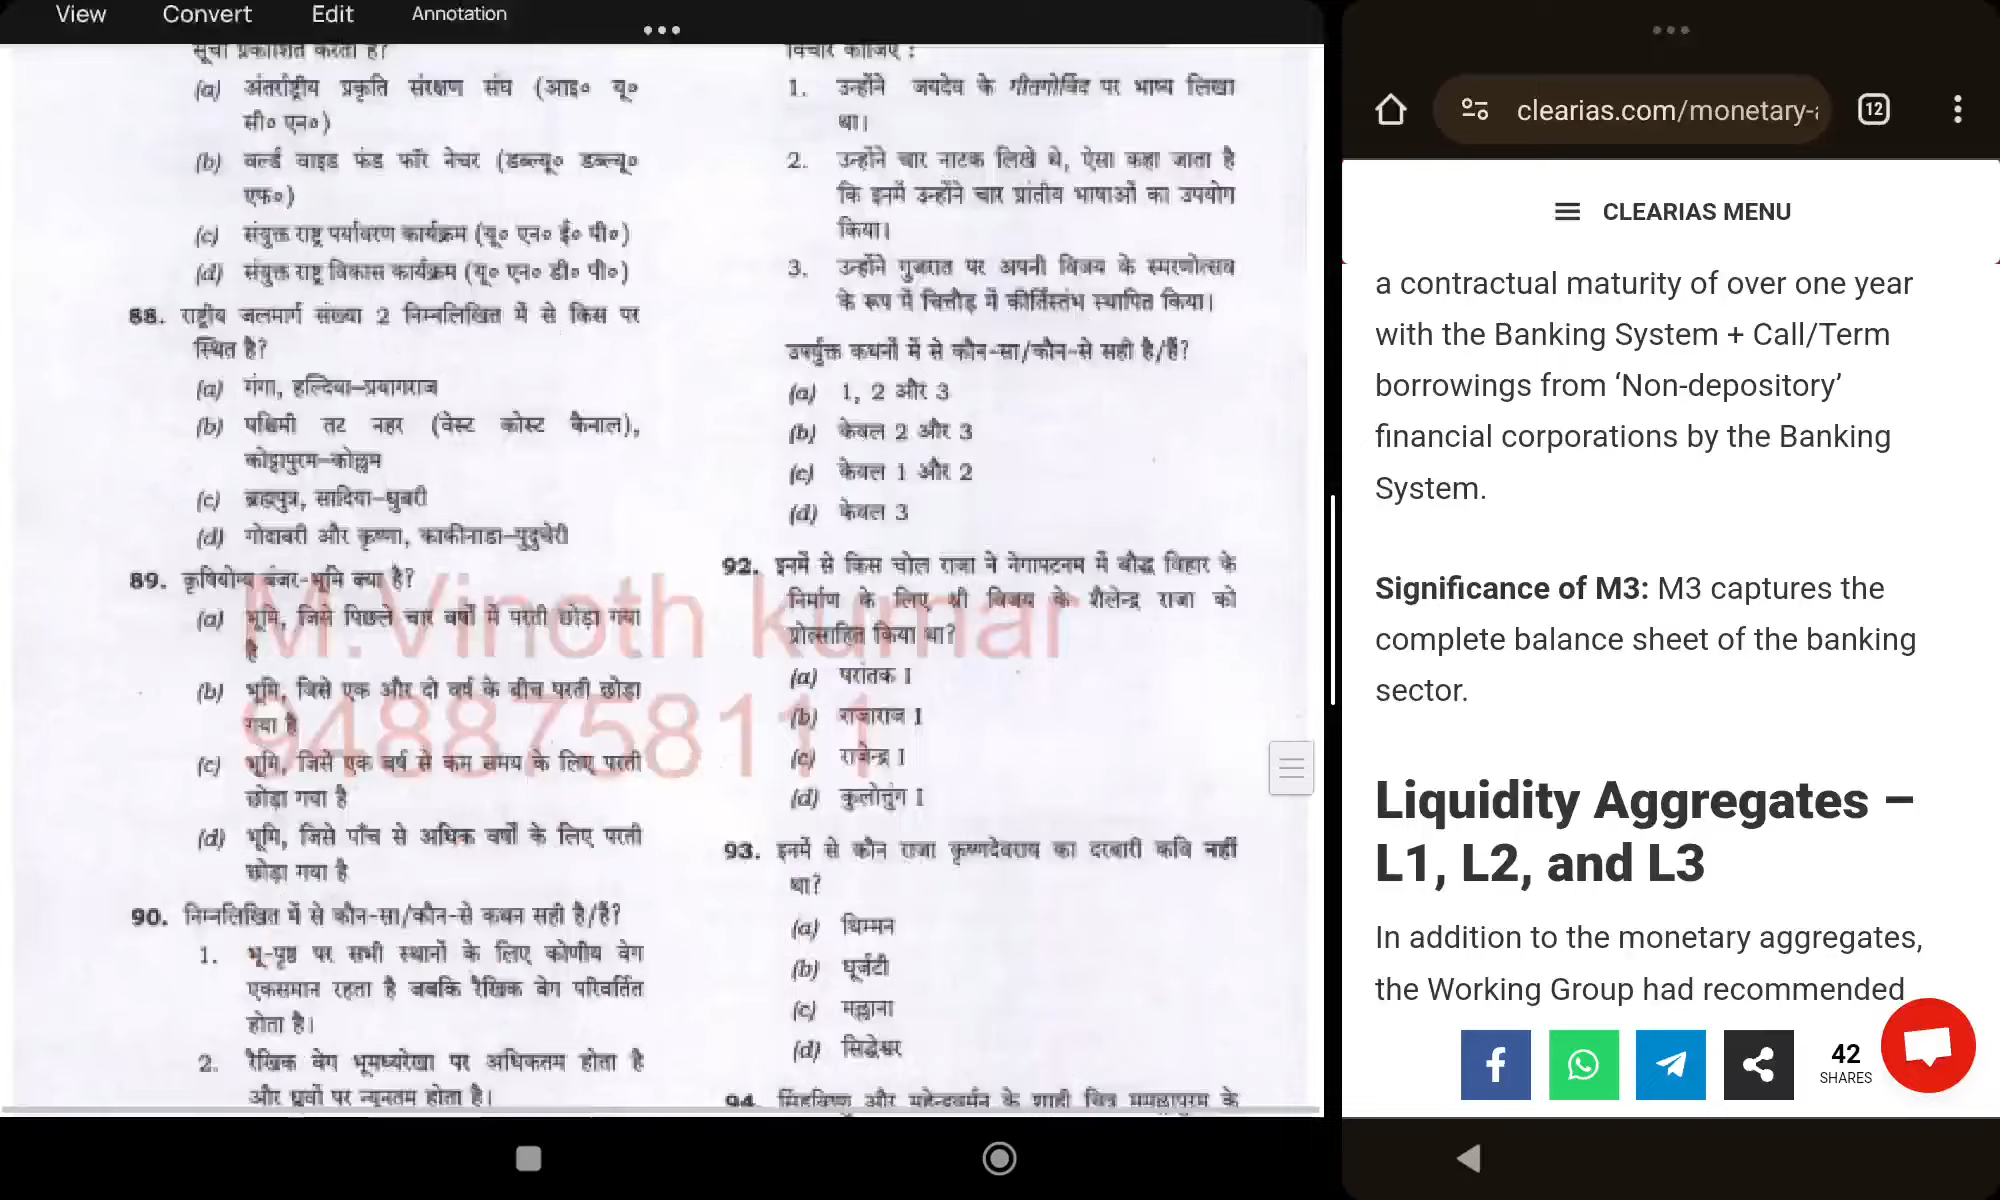 View Convert Edit Annotation
सूची प्रकाशित करता है?
(a) अंतर्राष्ट्रीय प्रकृति संरक्षण संघ (आइ० यू०
सी० एन०)
(b) वर्ल्ड वाइड फंड फॉर नेचर (डब्ल्यू० डब्ल्यू०
एफ०)
(c) संयुक्त राष्ट्र पर्यावरण कार्यक्रम (यू० एन० ई० पी०)
(d) संयुक्त राष्ट्र विकास कार्यक्रम (यू० एन० डी० पी०)
88. राष्ट्रीय जलमार्ग संख्या 2 निम्नलिखित में से किस पर
स्थित है?
(a) गंगा, हल्दिया–प्रयागराज
(b) पश्चिमी तट नहर (वेस्ट कोस्ट कैनाल),
कोट्टापुरम–कोल्लम
(c) ब्रह्मपुत्र, सादिया–धुबरी
(d) गोदावरी और कृष्णा, काकीनाडा–पुदुचेरी
89. कृषियोग्य बंजर-भूमि क्या है?
(a) भूमि, जिसे पिछले चार वर्षों में परती छोड़ा गया
है
(b) भूमि, जिसे एक और दो वर्ष के बीच परती छोड़ा
गया है
(c) भूमि, जिसे एक वर्ष से कम समय के लिए परती
छोड़ा गया है
(d) भूमि, जिसे पाँच से अधिक वर्षों के लिए परती
छोड़ा गया है
90. निम्नलिखित में से कौन-सा/कौन-से कथन सही है/हैं?
1. भू-पृष्ठ पर सभी स्थानों के लिए कोणीय वेग
एकसमान रहता है जबकि रैखिक वेग परिवर्तित
होता है।
2. रैखिक वेग भूमध्यरेखा पर अधिकतम होता है
और ध्रुवों पर न्यूनतम होता है।
विचार कीजिए :
1. उन्होंने जयदेव के गीतगोविंद पर भाष्य लिखा
था।
2. उन्होंने चार नाटक लिखे थे, ऐसा कहा जाता है
कि इनमें उन्होंने चार प्रांतीय भाषाओं का उपयोग
किया।
3. उन्होंने गुजरात पर अपनी विजय के स्मरणोत्सव
के रूप में चित्तौड़ में कीर्तिस्तंभ स्थापित किया।
उपर्युक्त कथनों में से कौन-सा/कौन-से सही है/हैं?
(a) 1, 2 और 3
(b) केवल 2 और 3
(c) केवल 1 और 2
(d) केवल 3
92. इनमें से किस चोल राजा ने नेगापटनम में बौद्ध विहार के
निर्माण के लिए श्री विजय के शैलेन्द्र राजा को
प्रोत्साहित किया था?
(a) परांतक I
(b) राजाराज I
(c) राजेन्द्र I
(d) कुलोत्तुंग I
93. इनमें से कौन राजा कृष्णदेवराय का दरबारी कवि नहीं
था?
(a) थिम्मन
(b) धूर्जटी
(c) मल्लाना
(d) सिद्धेश्वर
94. सिंहविष्णु और महेन्द्रवर्मन के शाही चित्र ममल्लापुरम के
M.Vinoth kumar
9488758111
clearias.com/monetary-a
12
CLEARIAS MENU
a contractual maturity of over one year
with the Banking System + Call/Term
borrowings from ‘Non-depository’
financial corporations by the Banking
System.
Significance of M3: M3 captures the
complete balance sheet of the banking
sector.
Liquidity Aggregates –
L1, L2, and L3
In addition to the monetary aggregates,
the Working Group had recommended
42
SHARES